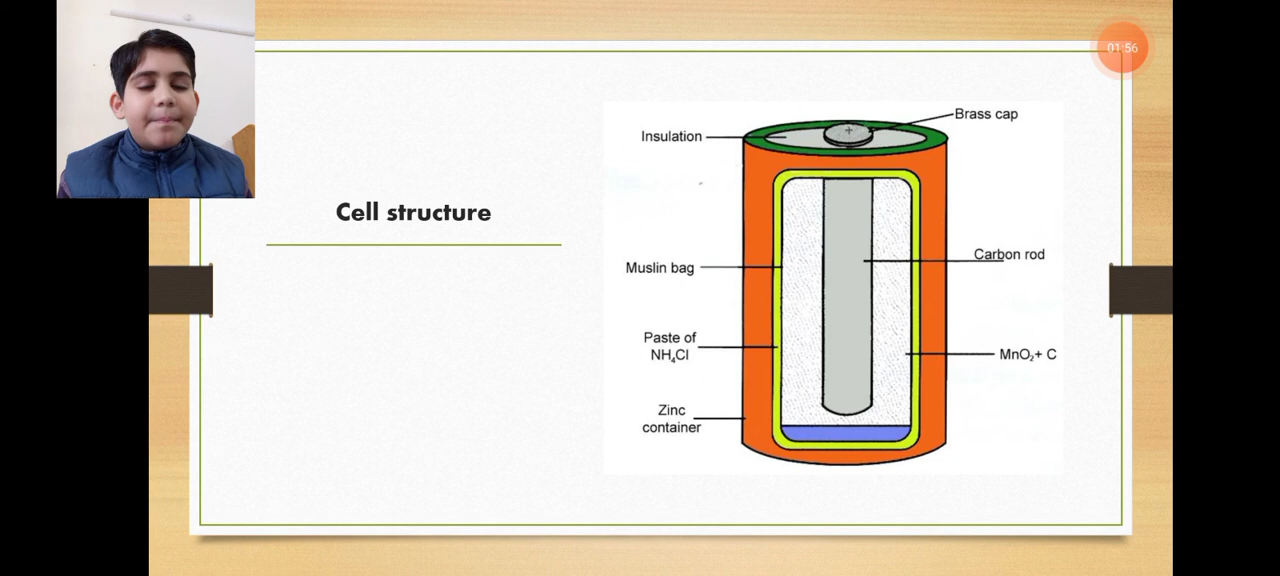 01:56
Brass cap
+
Insulation
Cell structure
Carbon rod
Muslin bag
Paste of
NH₄Cl
MnO₂+ C
Zinc
container